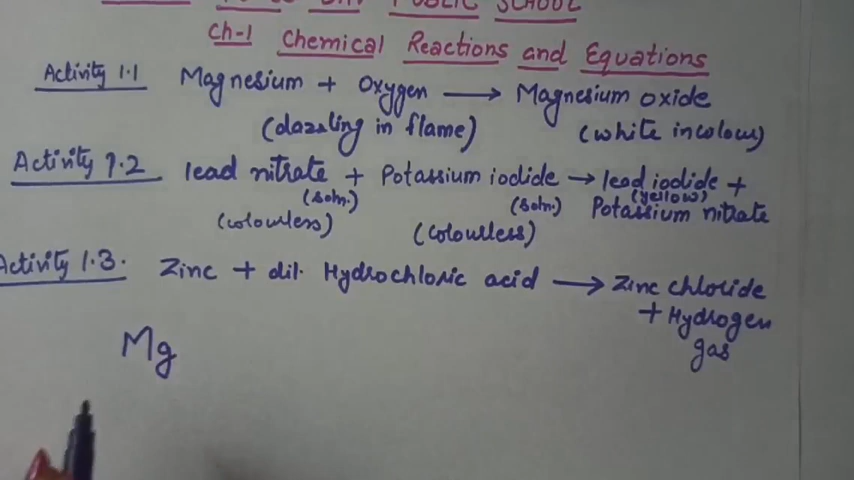 PUBLIC SCHOOL
Ch-1 Chemical Reactions and Equations
Activity 1.1 Magnesium + Oxygen → Magnesium oxide
(dazzling in flame) (white in colour)
Activity 1.2 lead nitrate + Potassium iodide → lead iodide +
(soln.) (soln.) (yellow)
(colourless) (colourless) Potassium nitrate
Activity 1.3. Zinc + dil. Hydrochloric acid → Zinc chloride
+ Hydrogen
gas
Mg